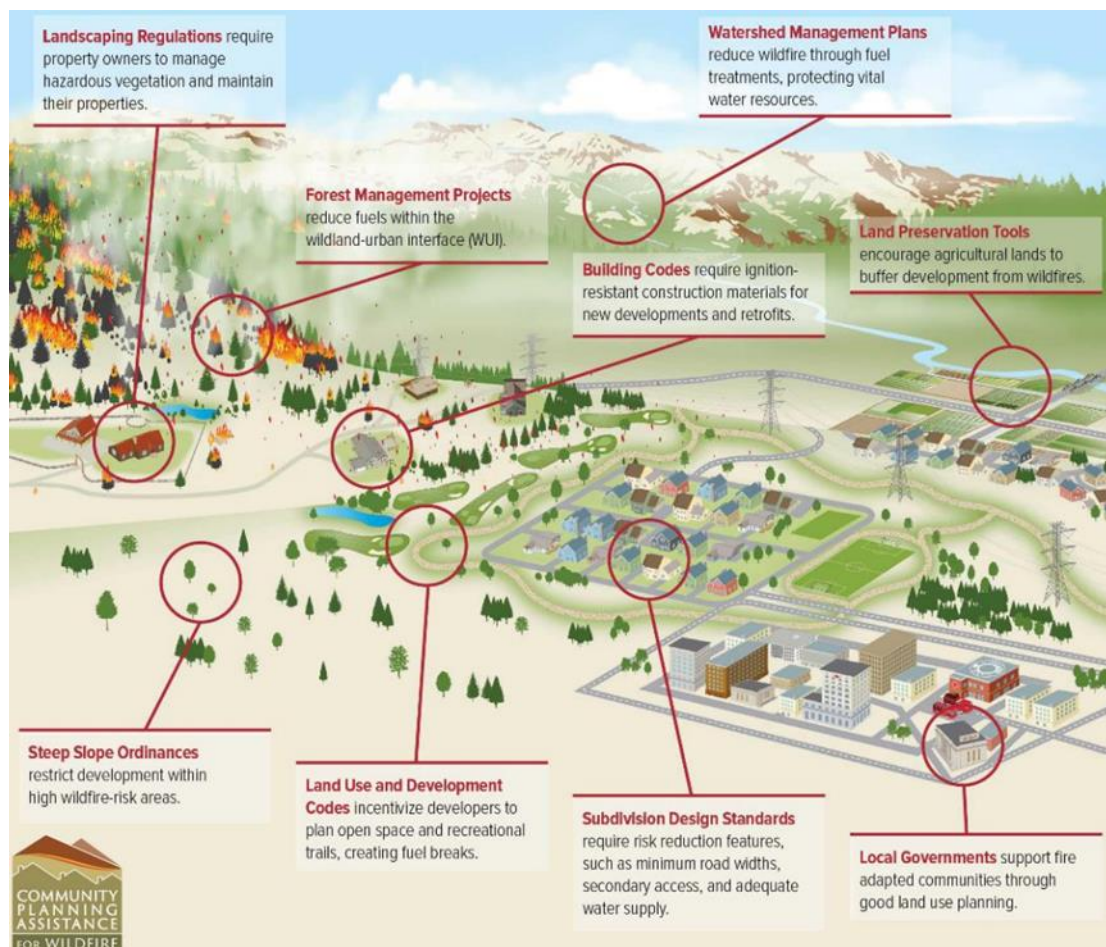 Landscaping Regulations require
property owners to manage
hazardous vegetation and maintain
their properties.
Watershed Management Plans
reduce wildfire through fuel
treatments, protecting vital
water resources.
Forest Management Projects
reduce fuels within the
wildland-urban interface (WUI).
Land Preservation Tools
encourage agricultural lands to
buffer development from wildfires.
Building Codes require ignition-
resistant construction materials for
new developments and retrofits.
Steep Slope Ordinances
restrict development within
high wildfire-risk areas.
Land Use and Development
Codes incentivize developers to
plan open space and recreational
trails, creating fuel breaks.
Subdivision Design Standards
require risk reduction features,
such as minimum road widths,
secondary access, and adequate
water supply.
Local Governments support fire
adapted communities through
good land use planning.
COMMUNITY
PLANNING
ASSISTANCE
FOR WILDFIRE